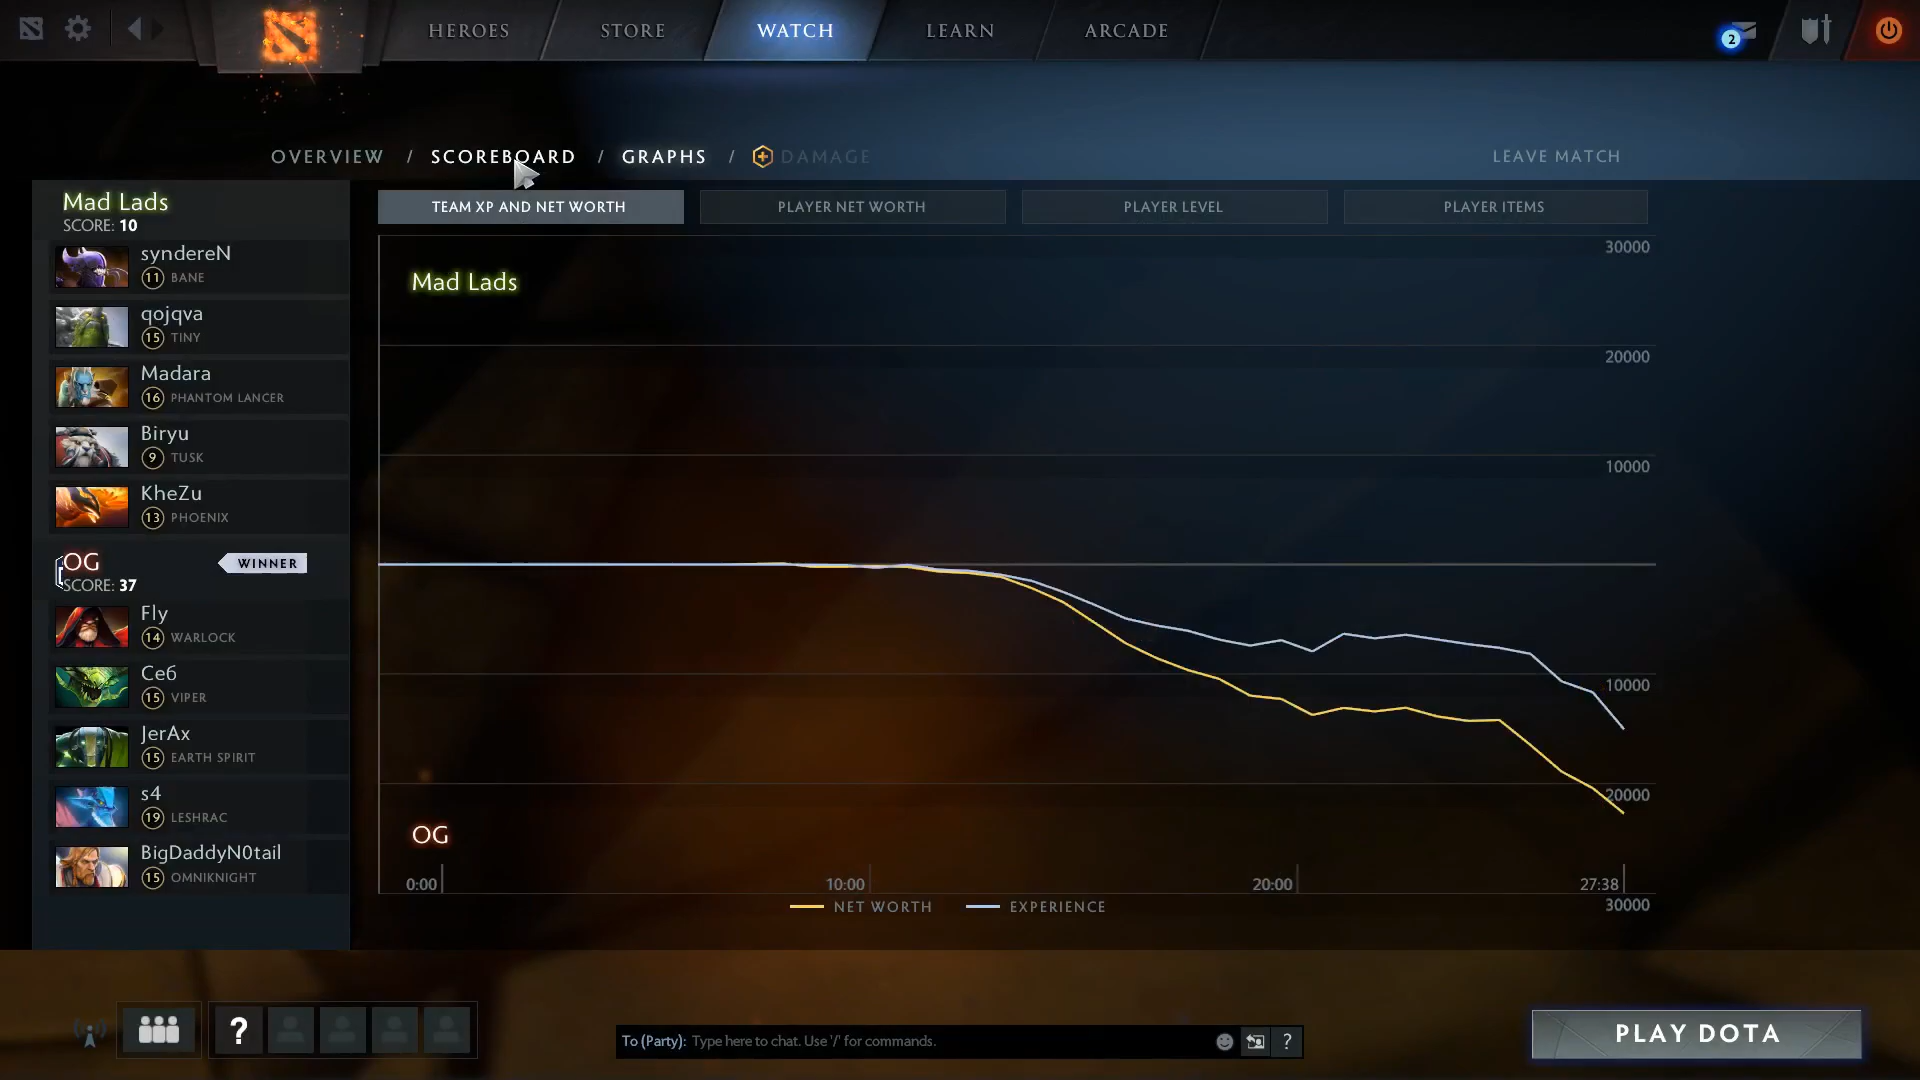 HEROES
STORE
WATCH
LEARN
ARCADE
2
OVERVIEW / SCOREBOARD / GRAPHS / DAMAGE
LEAVE MATCH
Mad Lads
SCORE: 10
syndereN
11 BANE
qojqva
15 TINY
Madara
16 PHANTOM LANCER
Biryu
9 TUSK
KheZu
13 PHOENIX
OG
WINNER
SCORE: 37
Fly
14 WARLOCK
Ce6
15 VIPER
JerAx
15 EARTH SPIRIT
s4
19 LESHRAC
BigDaddyN0tail
15 OMNIKNIGHT
TEAM XP AND NET WORTH
PLAYER NET WORTH
PLAYER LEVEL
PLAYER ITEMS
30000
Mad Lads
20000
10000
10000
20000
OG
0:00
10:00
20:00
27:38
30000
NET WORTH
EXPERIENCE
?
To (Party): Type here to chat. Use '/' for commands.
?
PLAY DOTA